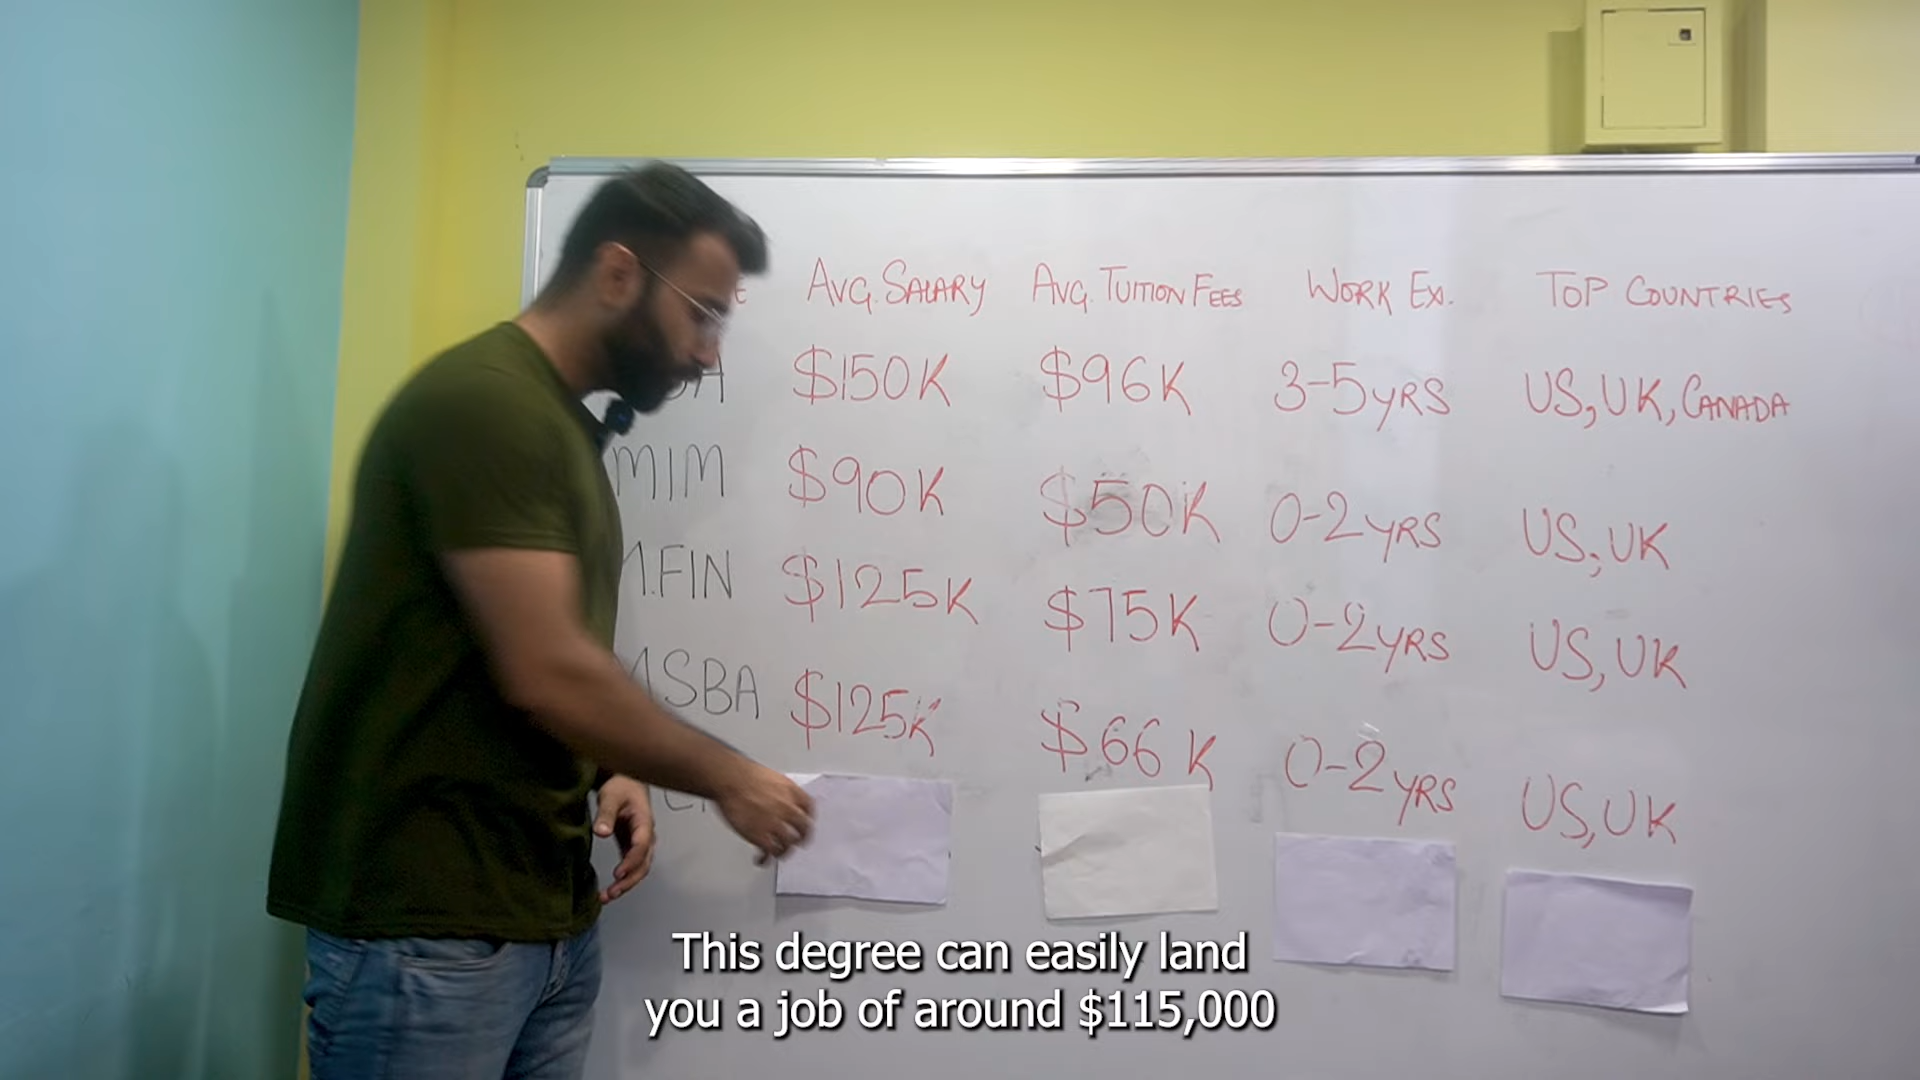 AVG. SALARY AVG. TUITION FEES WORK EX. TOP COUNTRIES
$150K $96K 3-5YRS US, UK, CANADA
MIM $90K $50K 0-2YRS US, UK
M.FIN $125K $75K 0-2YRS US, UK
MSBA $125K $66K 0-2YRS US, UK
This degree can easily land
you a job of around $115,000